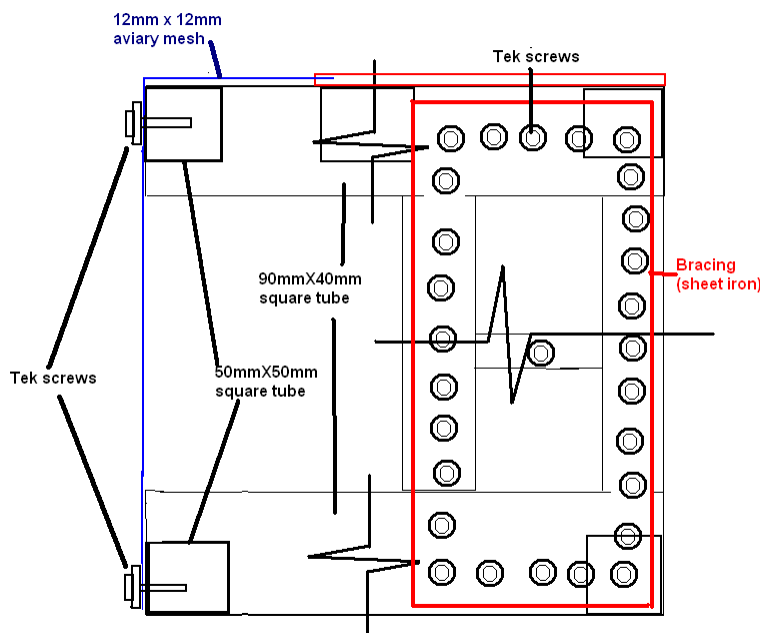 12mm x 12mm
aviary mesh
Tek screws
90mmX40mm
square tube
Bracing
(sheet iron)
50mmX50mm
square tube
Tek screws